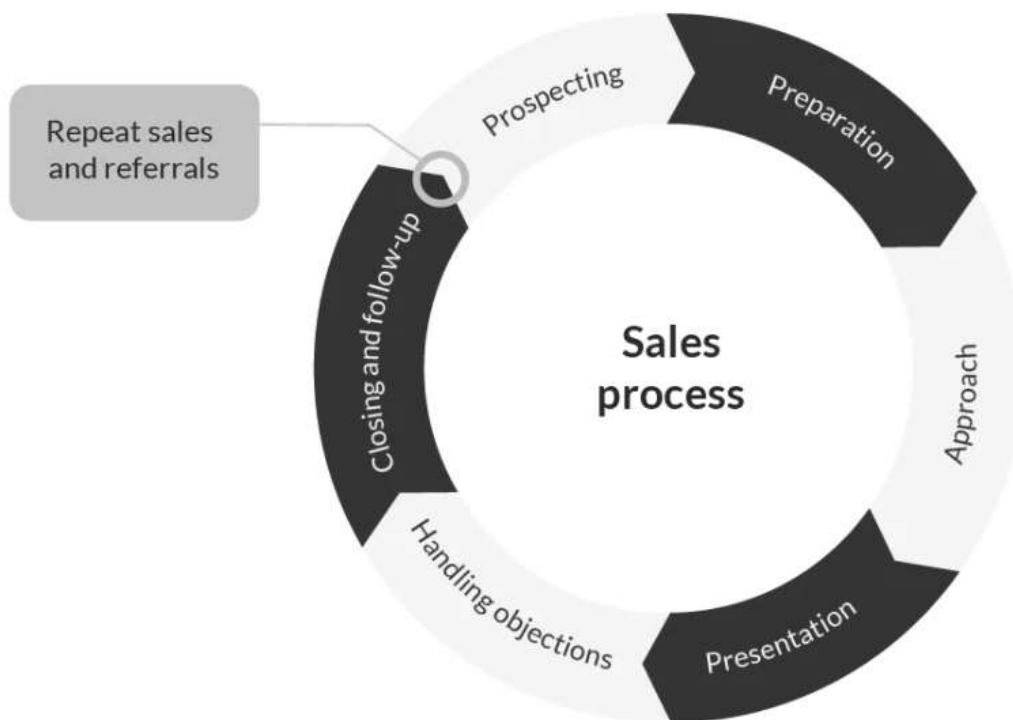 Repeat sales
and referrals
Prospecting
Preparation
Approach
Presentation
Handling objections
Closing and follow-up
Sales
process